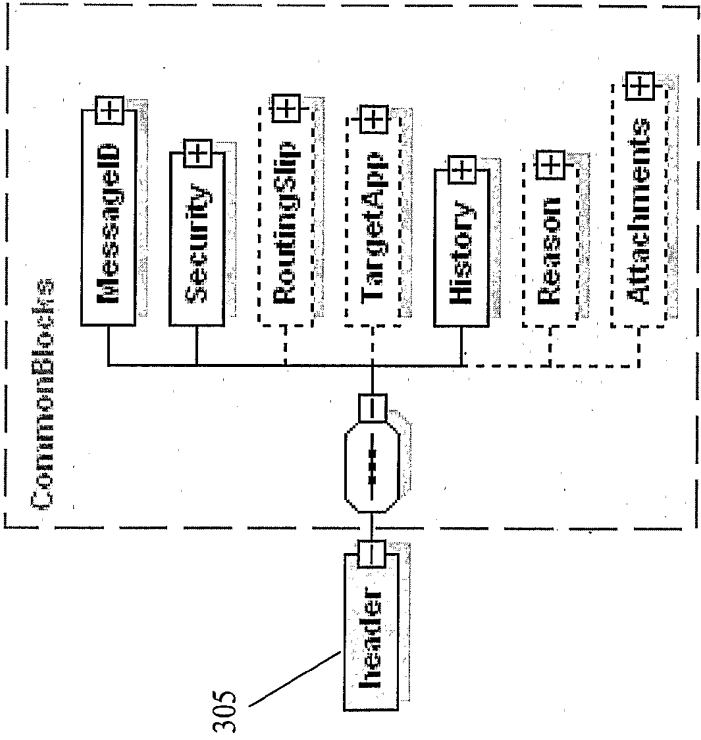 CommonBlocks
MessageID
Security
RoutingSlip
TargetApp
History
Reason
Attachments
header
305